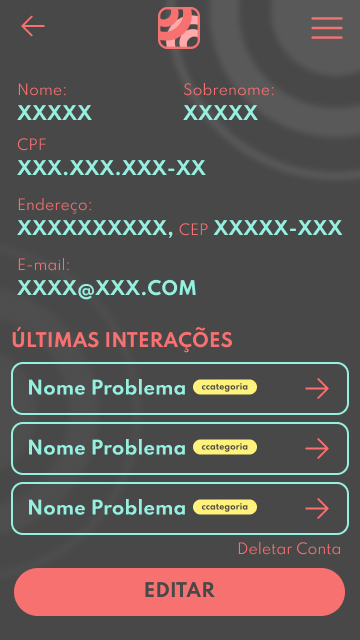 Nome: Sobrenome:
XXXXX XXXXX
CPF
XXX.XXX.XXX-XX
Endereço:
XXXXXXXXXX, CEP XXXXX-XXX
E-mail:
XXXX@XXX.COM
ÚLTIMAS INTERAÇÕES
Nome Problema ccategoria
Nome Problema ccategoria
Nome Problema ccategoria
Deletar Conta
EDITAR